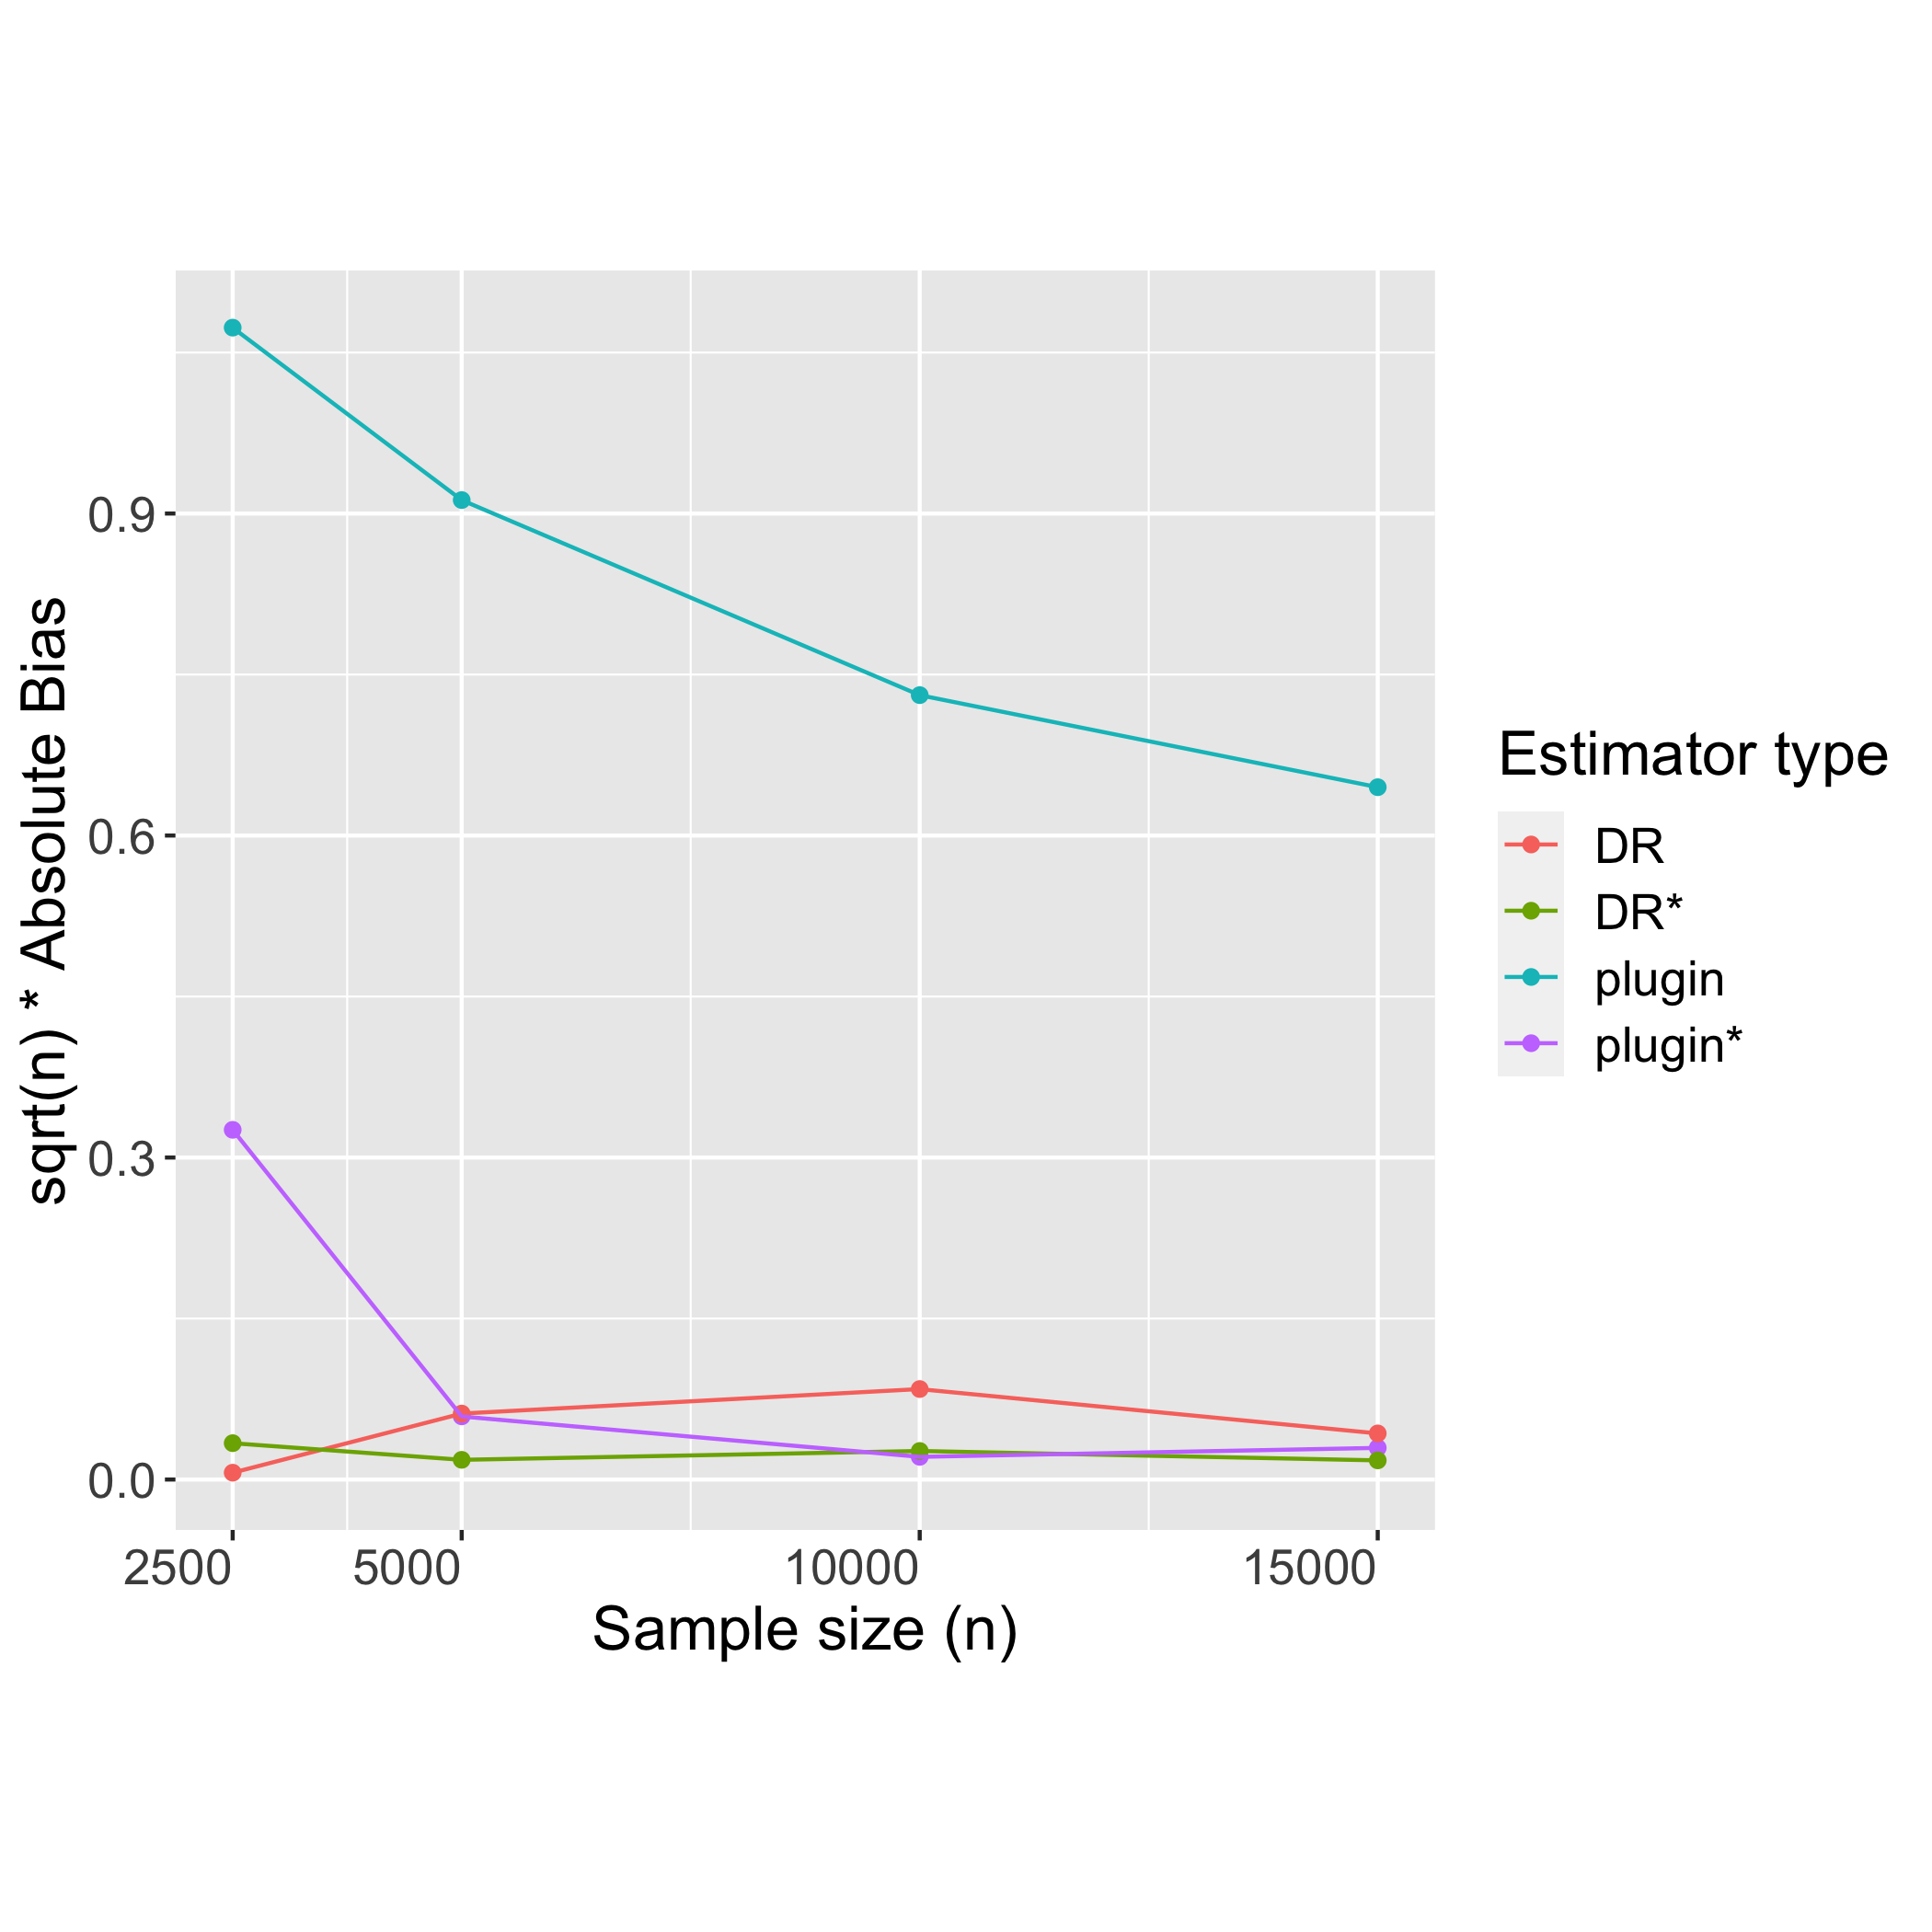 sqrt(n) * Absolute Bias
0.9
0.6
0.3
0.0
2500 5000 10000 15000
Sample size (n)
Estimator type
DR
DR*
plugin
plugin*